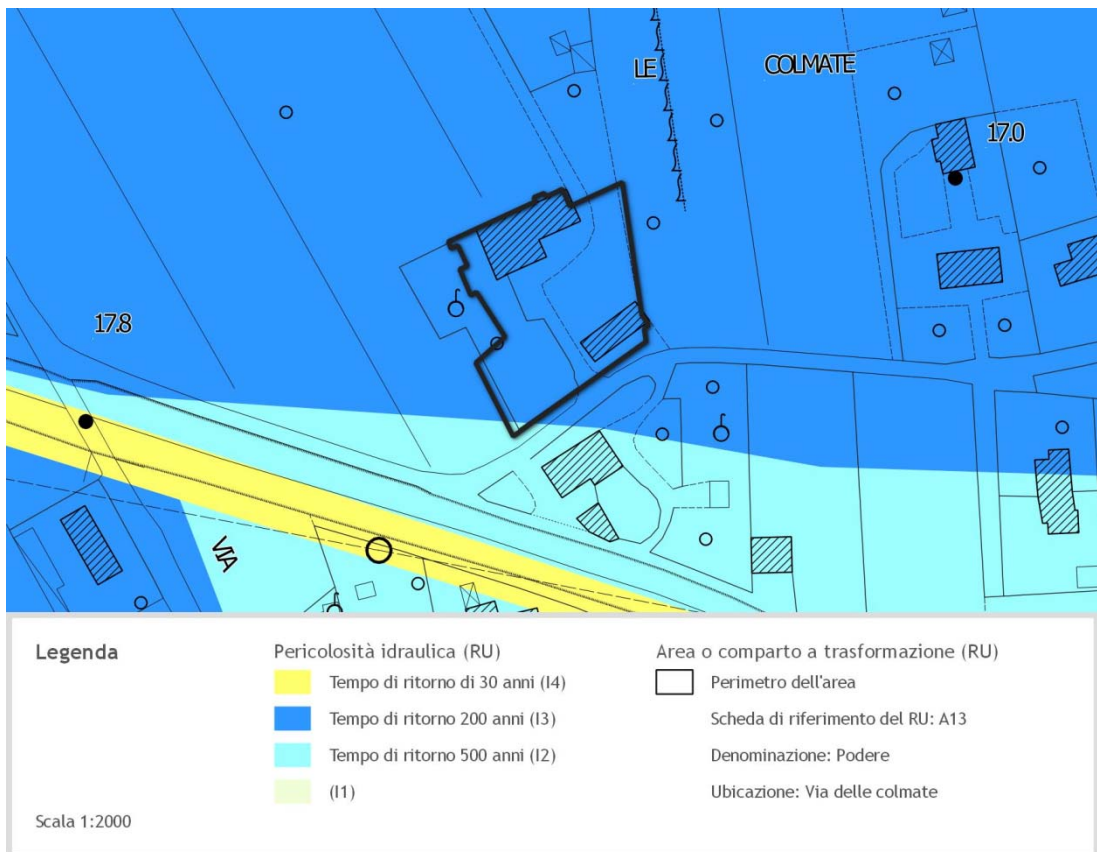 LE COLMATE
17.0
17.8
VIA
Legenda
Pericolosità idraulica (RU)
Tempo di ritorno di 30 anni (I4)
Tempo di ritorno 200 anni (I3)
Tempo di ritorno 500 anni (I2)
(I1)
Area o comparto a trasformazione (RU)
Perimetro dell'area
Scheda di riferimento del RU: A13
Denominazione: Podere
Ubicazione: Via delle colmate
Scala 1:2000